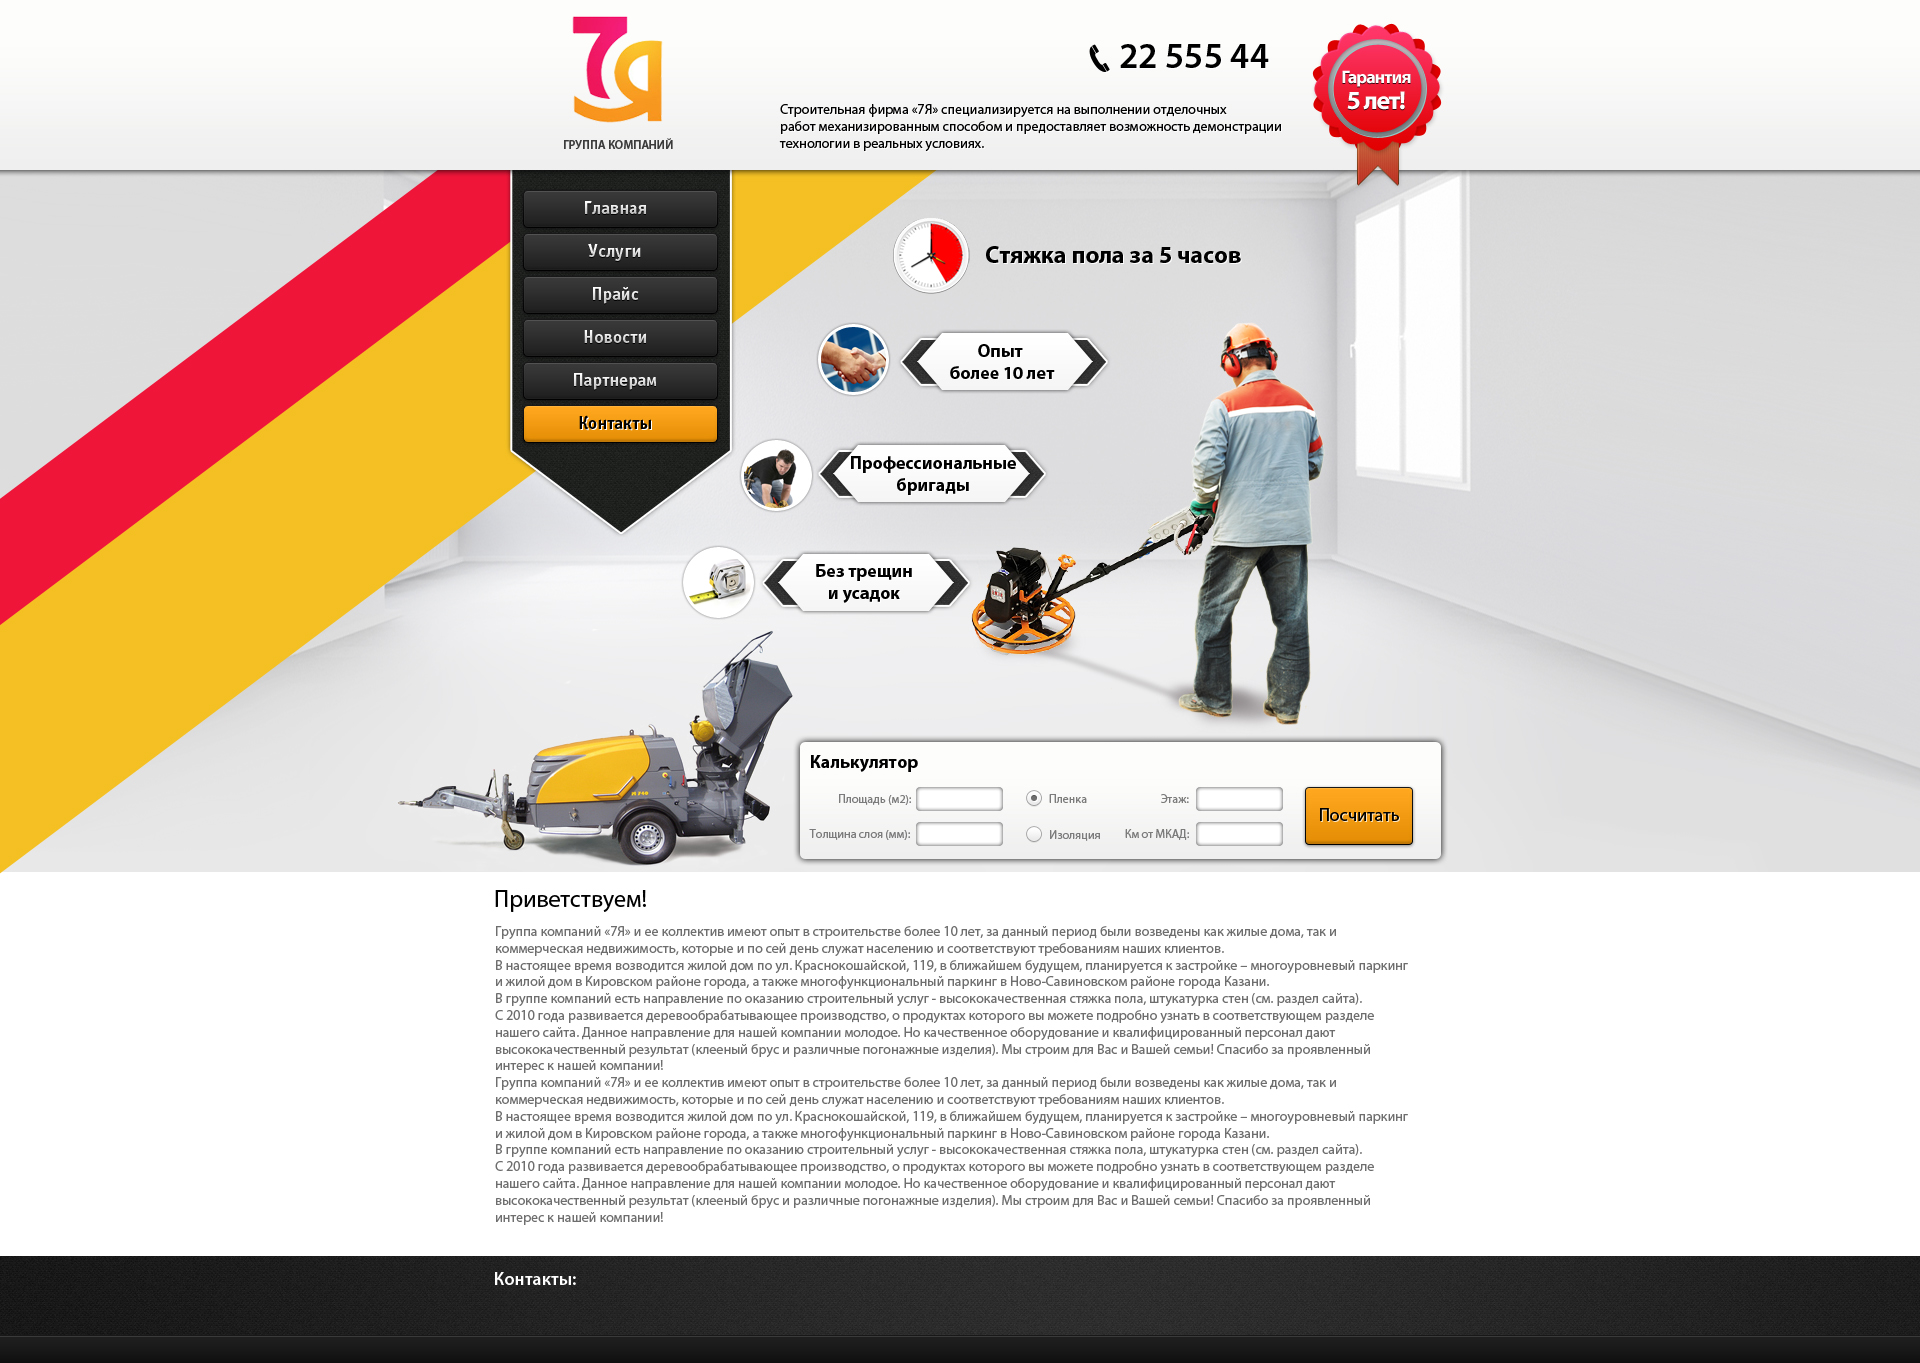 7Я
ГРУППА КОМПАНИЙ
22 555 44
Строительная фирма «7Я» специализируется на выполнении отделочных
работ механизированным способом и предоставляет возможность демонстрации
технологии в реальных условиях.
Гарантия
5 лет!
Главная
Услуги
Прайс
Новости
Партнерам
Контакты
Стяжка пола за 5 часов
Опыт
более 10 лет
Профессиональные
бригады
Без трещин
и усадок
Калькулятор
Площадь (м2):
Пленка
Этаж:
Толщина слоя (мм):
Изоляция
Км от МКАД:
Посчитать
Приветствуем!
Группа компаний «7Я» и ее коллектив имеют опыт в строительстве более 10 лет, за данный период были возведены как жилые дома, так и
коммерческая недвижимость, которые и по сей день служат населению и соответствуют требованиям наших клиентов.
В настоящее время возводится жилой дом по ул. Краснокошайской, 119, в ближайшем будущем, планируется к застройке – многоуровневый паркинг
и жилой дом в Кировском районе города, а также многофункциональный паркинг в Ново-Савиновском районе города Казани.
В группе компаний есть направление по оказанию строительный услуг - высококачественная стяжка пола, штукатурка стен (см. раздел сайта).
С 2010 года развивается деревообрабатывающее производство, о продуктах которого вы можете подробно узнать в соответствующем разделе
нашего сайта. Данное направление для нашей компании молодое. Но качественное оборудование и квалифицированный персонал дают
высококачественный результат (клееный брус и различные погонажные изделия). Мы строим для Вас и Вашей семьи! Спасибо за проявленный
интерес к нашей компании!
Группа компаний «7Я» и ее коллектив имеют опыт в строительстве более 10 лет, за данный период были возведены как жилые дома, так и
коммерческая недвижимость, которые и по сей день служат населению и соответствуют требованиям наших клиентов.
В настоящее время возводится жилой дом по ул. Краснокошайской, 119, в ближайшем будущем, планируется к застройке – многоуровневый паркинг
и жилой дом в Кировском районе города, а также многофункциональный паркинг в Ново-Савиновском районе города Казани.
В группе компаний есть направление по оказанию строительный услуг - высококачественная стяжка пола, штукатурка стен (см. раздел сайта).
С 2010 года развивается деревообрабатывающее производство, о продуктах которого вы можете подробно узнать в соответствующем разделе
нашего сайта. Данное направление для нашей компании молодое. Но качественное оборудование и квалифицированный персонал дают
высококачественный результат (клееный брус и различные погонажные изделия). Мы строим для Вас и Вашей семьи! Спасибо за проявленный
интерес к нашей компании!
Контакты: